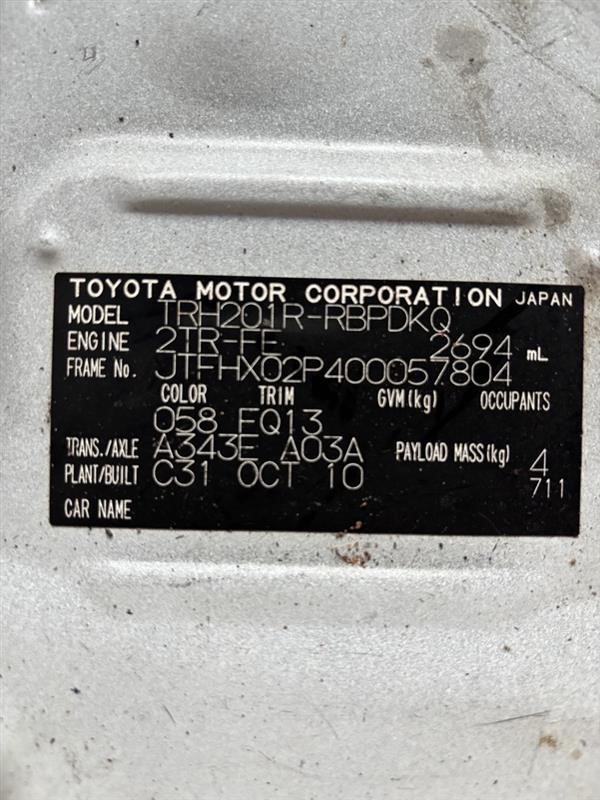 TOYOTA MOTOR CORPORATION JAPAN
MODEL TRH201R-RBPDKQ
ENGINE 2TR-FE 2694 mL
FRAME No. JTFHX02P400057804
COLOR TRIM GVM(kg) OCCUPANTS
058 FQ13
TRANS./AXLE A343E A03A PAYLOAD MASS(kg) 4
PLANT/BUILT C31 OCT 10 711
CAR NAME